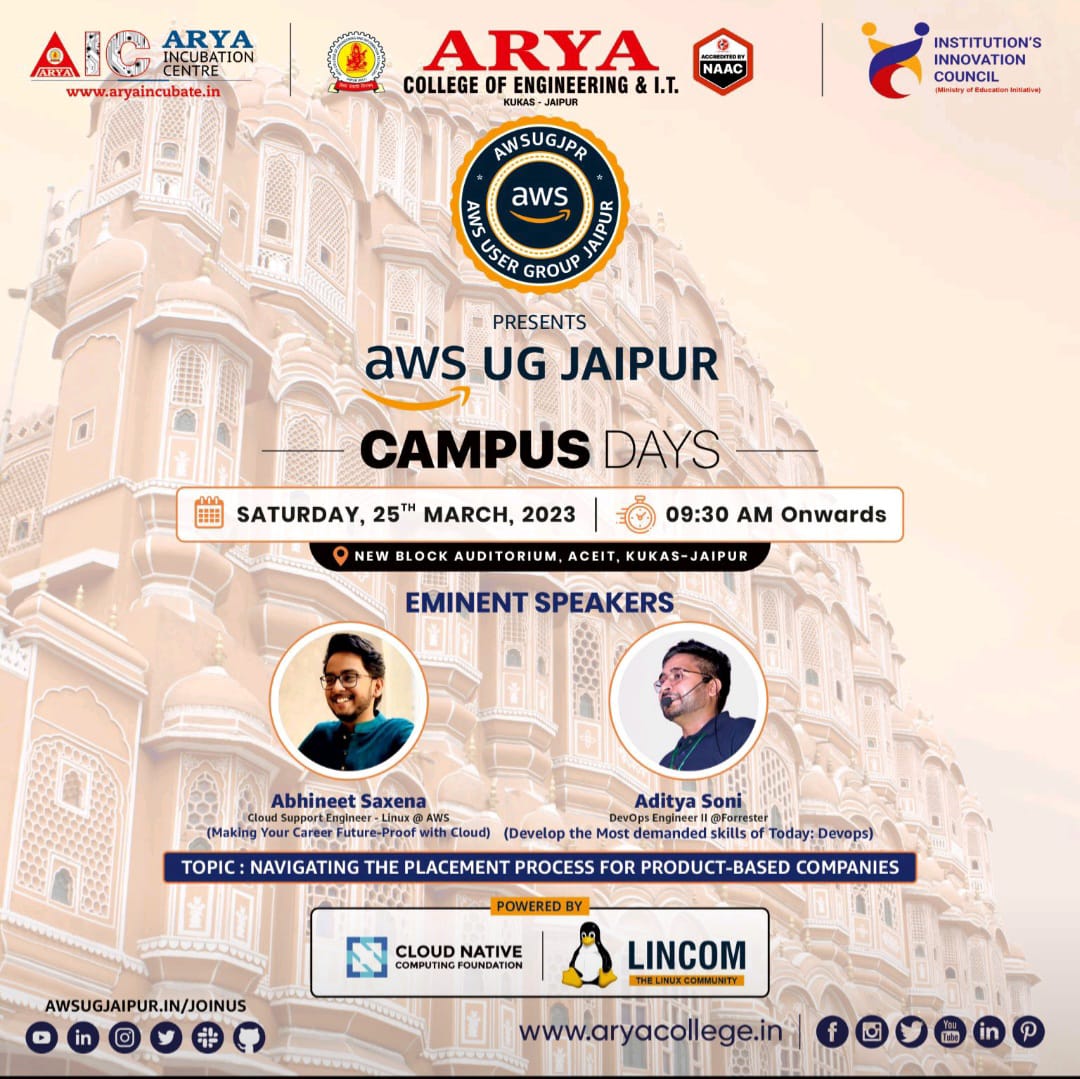 ARYA
AIC
ARYA
INCUBATION
CENTRE
www.aryaincubate.in
ARYA
COLLEGE OF ENGINEERING & I.T.
KUKAS - JAIPUR
ACCREDITED BY
NAAC
INSTITUTION'S
INNOVATION
COUNCIL
(Ministry of Education Initiative)
AWSUGJPR
aws
AWS USER GROUP JAIPUR
PRESENTS
aws UG JAIPUR
CAMPUS DAYS
SATURDAY, 25TH MARCH, 2023
09:30 AM Onwards
NEW BLOCK AUDITORIUM, ACEIT, KUKAS-JAIPUR
EMINENT SPEAKERS
Abhineet Saxena
Cloud Support Engineer - Linux @ AWS
(Making Your Career Future-Proof with Cloud)
Aditya Soni
DevOps Engineer II @Forrester
(Develop the Most demanded skills of Today: Devops)
TOPIC : NAVIGATING THE PLACEMENT PROCESS FOR PRODUCT-BASED COMPANIES
POWERED BY
CLOUD NATIVE
COMPUTING FOUNDATION
LINCOM
THE LINUX COMMUNITY
AWSUGJAIPUR.IN/JOINUS
www.aryacollege.in
You
Tube